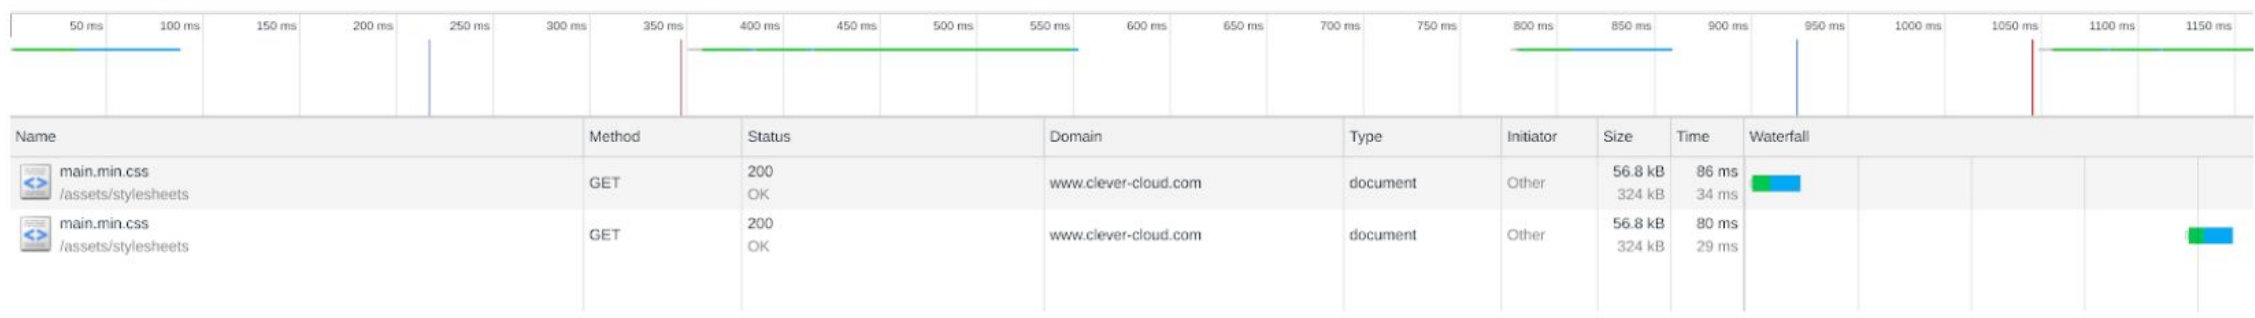 50 ms 100 ms 150 ms 200 ms 250 ms 300 ms 350 ms 400 ms 450 ms 500 ms 550 ms 600 ms 650 ms 700 ms 750 ms 800 ms 850 ms 900 ms 950 ms 1000 ms 1050 ms 1100 ms 1150 ms
Name Method Status Domain Type Initiator Size Time Waterfall
main.min.css 200 56.8 kB 86 ms
GET www.clever-cloud.com document Other
/assets/stylesheets OK 324 kB 34 ms
main.min.css 200 56.8 kB 80 ms
GET www.clever-cloud.com document Other
/assets/stylesheets OK 324 kB 29 ms